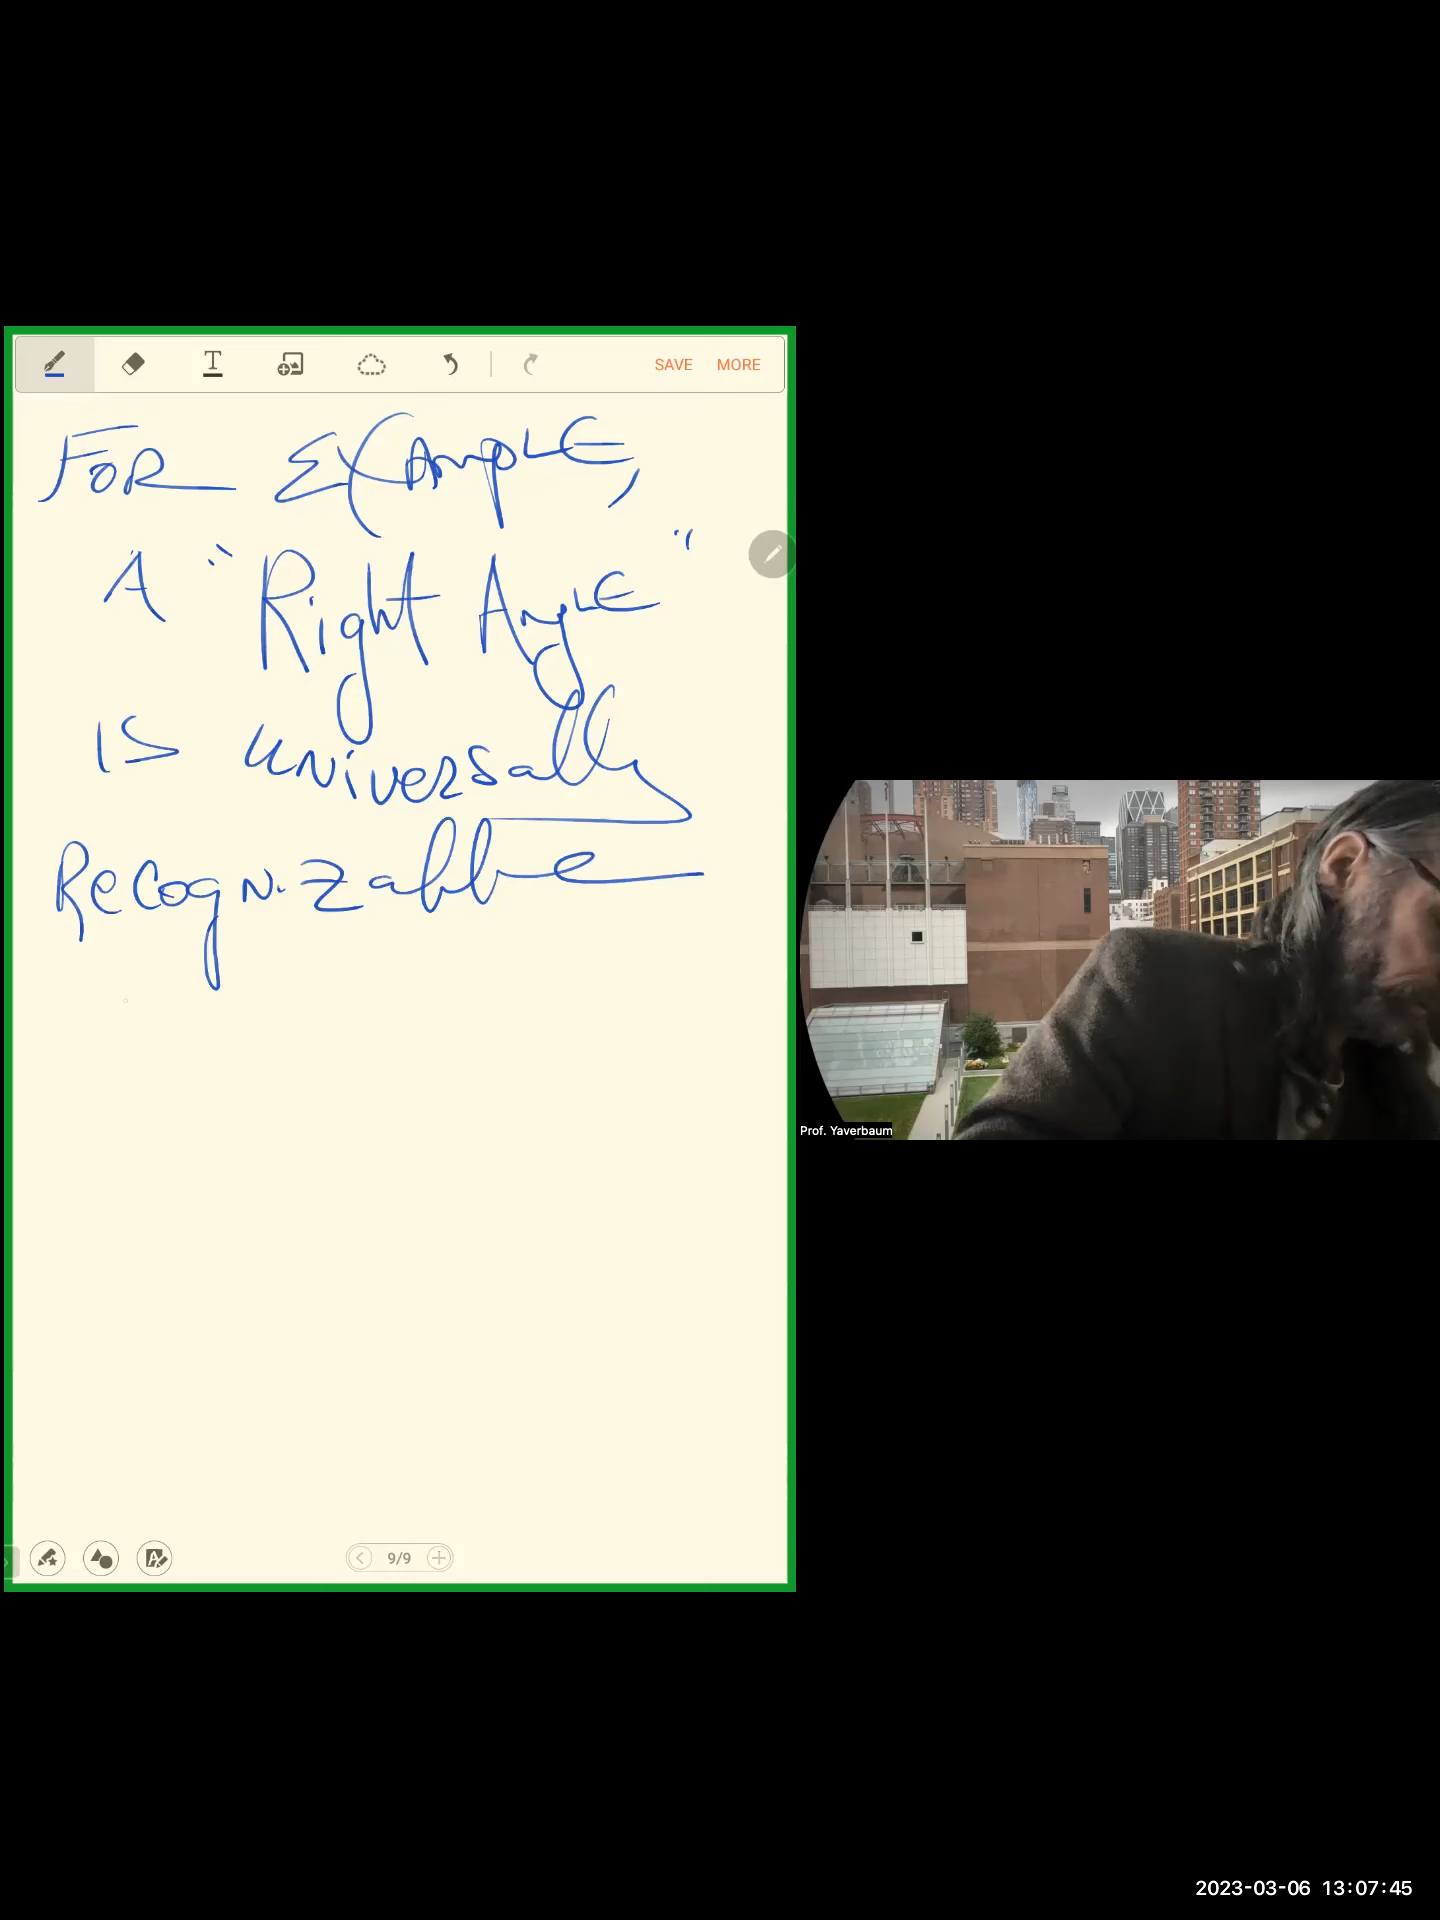 SAVE MORE
FOR EXAMPLE,
A "Right Angle"
IS universally
Recognizable
9/9
Prof. Yaverbaum
2023-03-06 13:07:45